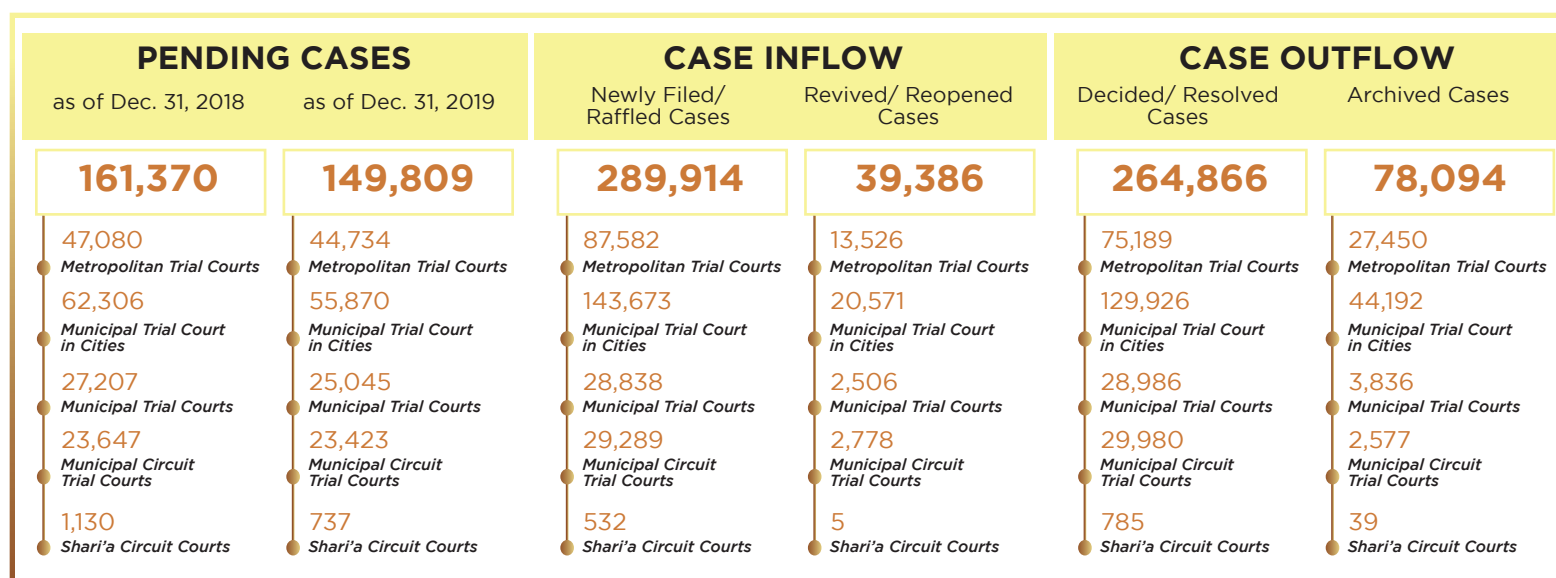 PENDING CASES
as of Dec. 31, 2018
as of Dec. 31, 2019
CASE INFLOW
Newly Filed/
Raffled Cases
Revived/ Reopened
Cases
CASE OUTFLOW
Decided/ Resolved
Cases
Archived Cases
161,370
47,080
Metropolitan Trial Courts
62,306
Municipal Trial Court
in Cities
27,207
Municipal Trial Courts
23,647
Municipal Circuit
Trial Courts
1,130
Shari’a Circuit Courts
149,809
44,734
Metropolitan Trial Courts
55,870
Municipal Trial Court
in Cities
25,045
Municipal Trial Courts
23,423
Municipal Circuit
Trial Courts
737
Shari’a Circuit Courts
289,914
87,582
Metropolitan Trial Courts
143,673
Municipal Trial Court
in Cities
28,838
Municipal Trial Courts
29,289
Municipal Circuit
Trial Courts
532
Shari’a Circuit Courts
39,386
13,526
Metropolitan Trial Courts
20,571
Municipal Trial Court
in Cities
2,506
Municipal Trial Courts
2,778
Municipal Circuit
Trial Courts
5
Shari’a Circuit Courts
264,866
75,189
Metropolitan Trial Courts
129,926
Municipal Trial Court
in Cities
28,986
Municipal Trial Courts
29,980
Municipal Circuit
Trial Courts
785
Shari’a Circuit Courts
78,094
27,450
Metropolitan Trial Courts
44,192
Municipal Trial Court
in Cities
3,836
Municipal Trial Courts
2,577
Municipal Circuit
Trial Courts
39
Shari’a Circuit Courts